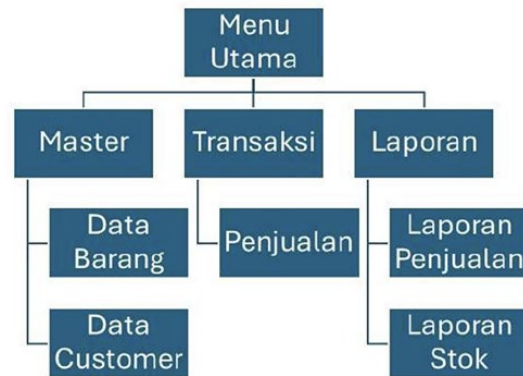 Menu
Utama
Master
Transaksi
Laporan
Data
Barang
Penjualan
Laporan
Penjualan
Data
Customer
Laporan
Stok